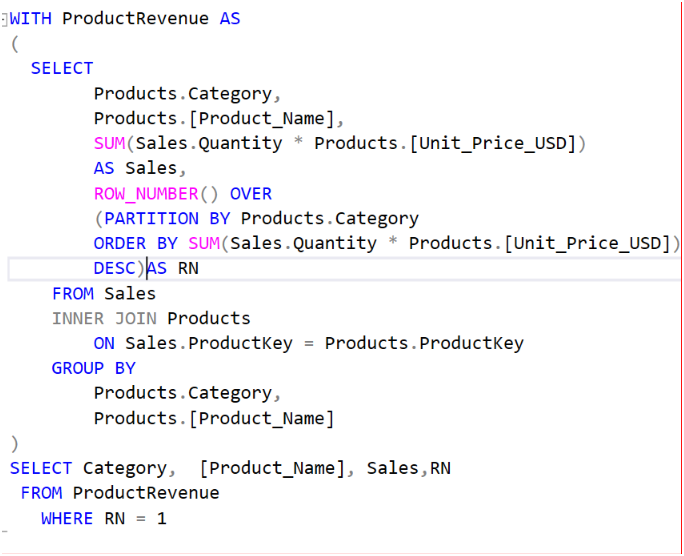 WITH ProductRevenue AS
(
SELECT
Products.Category,
Products.[Product_Name],
SUM(Sales.Quantity * Products.[Unit_Price_USD])
AS Sales,
ROW_NUMBER() OVER
(PARTITION BY Products.Category
ORDER BY SUM(Sales.Quantity * Products.[Unit_Price_USD])
DESC)AS RN
FROM Sales
INNER JOIN Products
ON Sales.ProductKey = Products.ProductKey
GROUP BY
Products.Category,
Products.[Product_Name]
)
SELECT Category,  [Product_Name], Sales,RN
FROM ProductRevenue
WHERE RN = 1